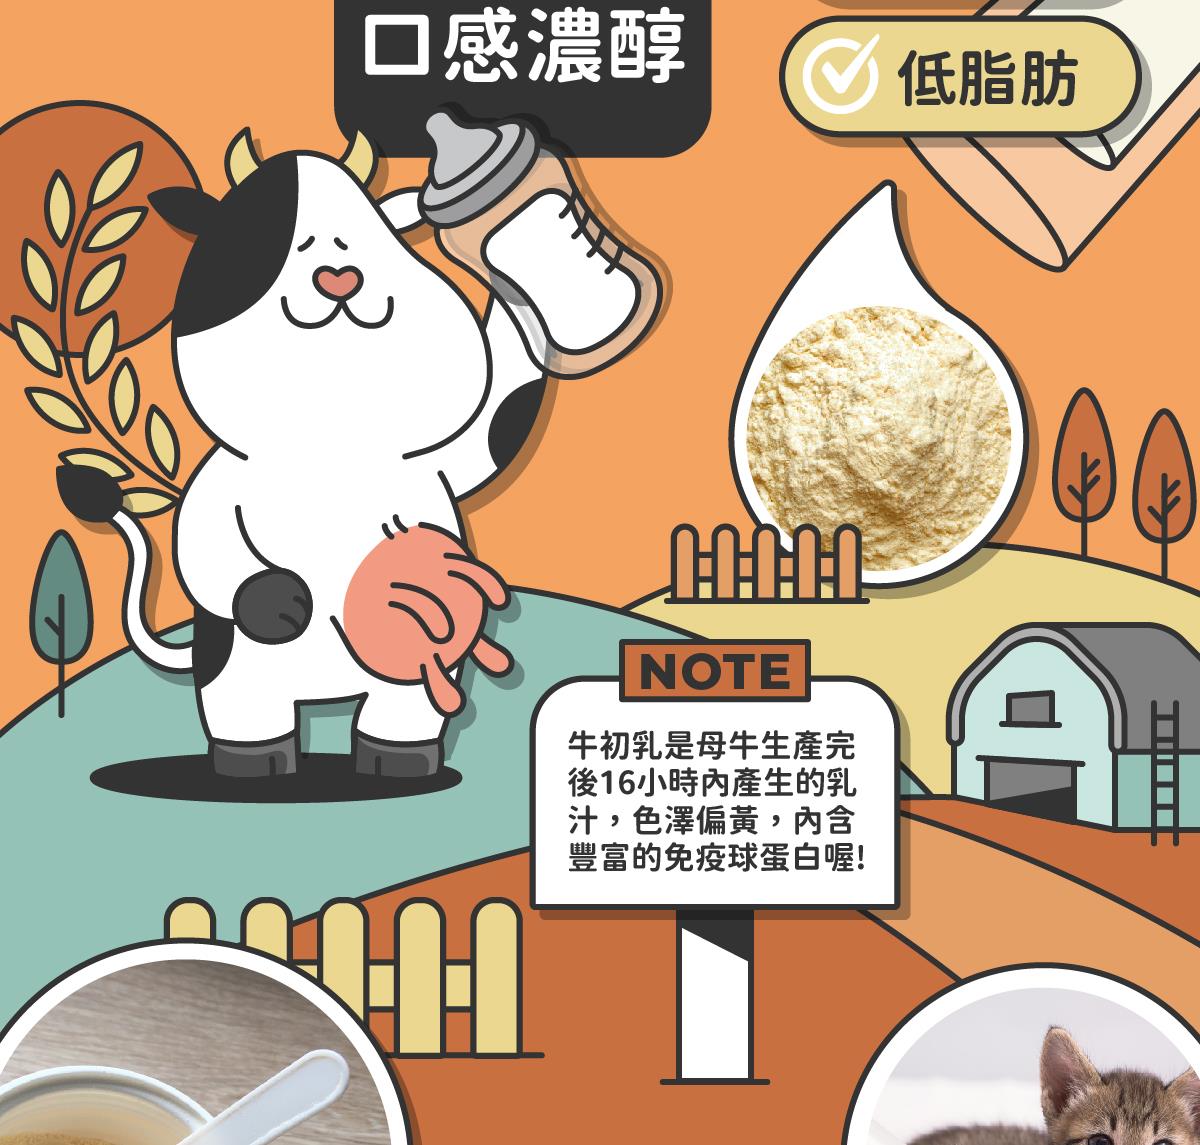 口感濃醇
低脂肪
NOTE
牛初乳是母牛生產完
後16小時內產生的乳
汁，色澤偏黃，內含
豐富的免疫球蛋白喔!